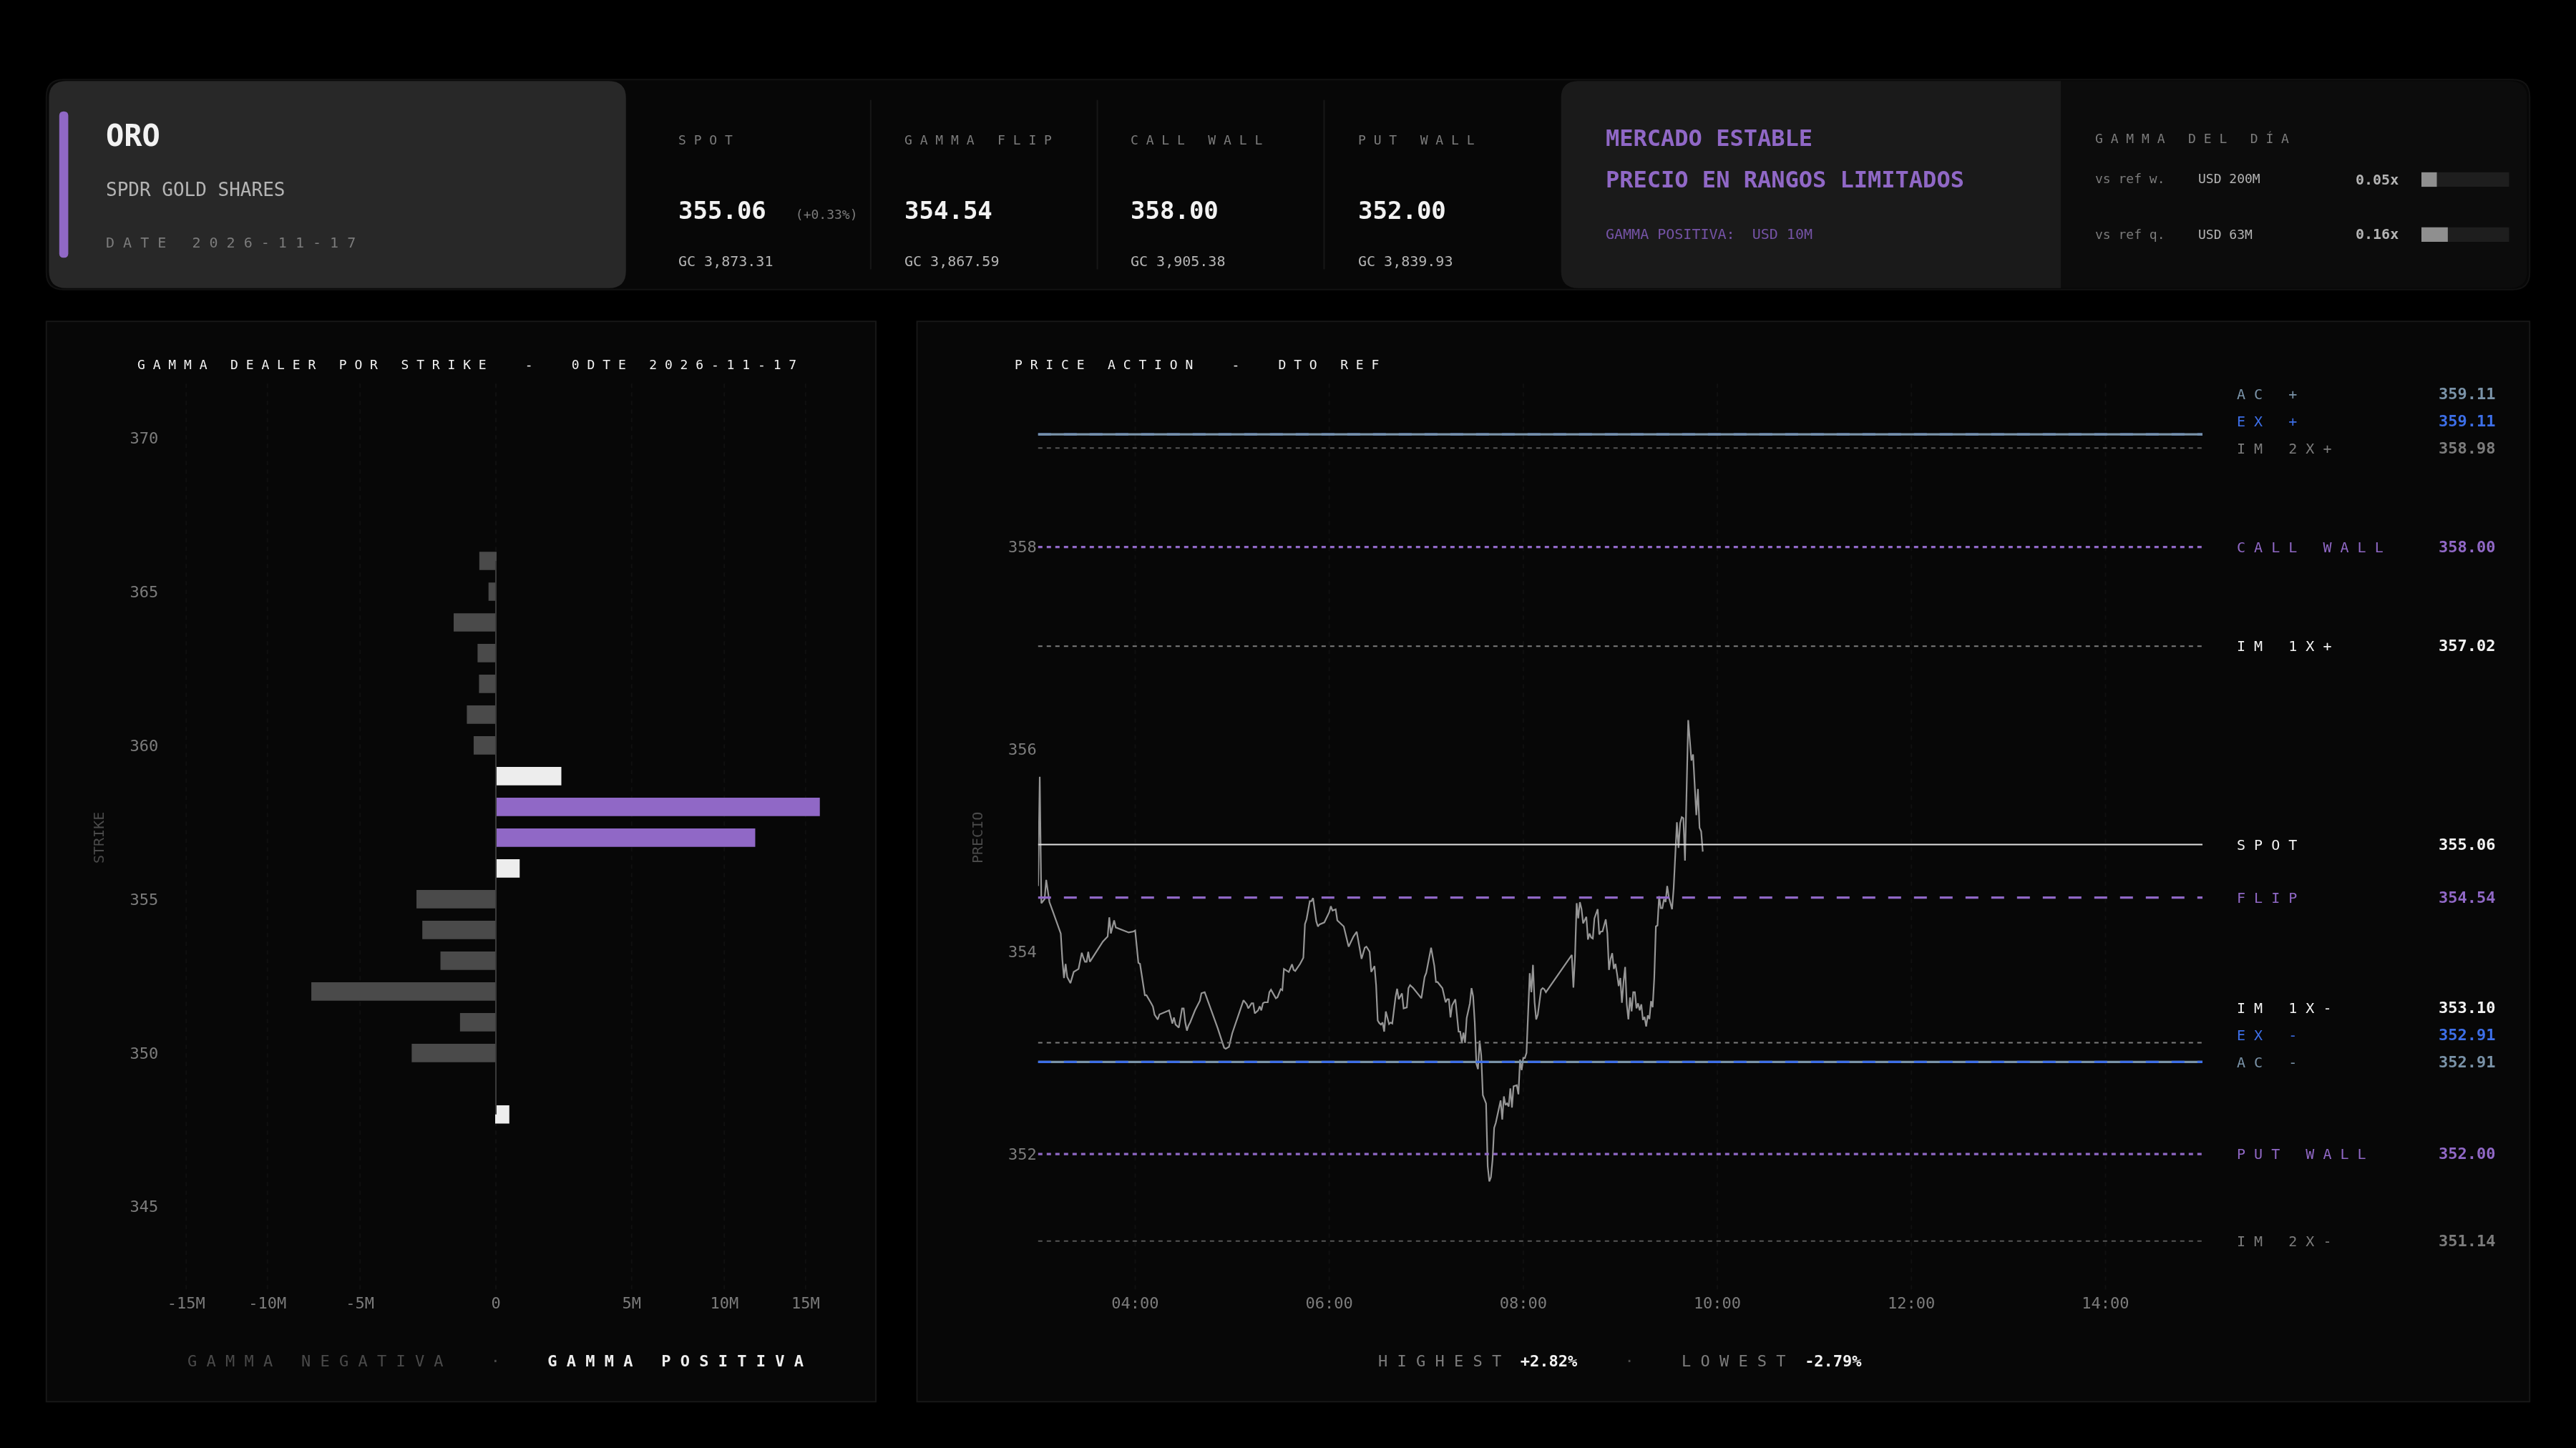 ORO
SPDR GOLD SHARES
DATE 2026-11-17
SPOT
355.06 (+0.33%)
GC 3,873.31
GAMMA FLIP
354.54
GC 3,867.59
CALL WALL
358.00
GC 3,905.38
PUT WALL
352.00
GC 3,839.93
MERCADO ESTABLE
PRECIO EN RANGOS LIMITADOS
GAMMA POSITIVA: USD 10M
GAMMA DEL DÍA
vs ref w. USD 200M 0.05x
vs ref q. USD 63M 0.16x
GAMMA DEALER POR STRIKE - 0DTE 2026-11-17
STRIKE
370
365
360
355
350
345
-15M -10M -5M 0 5M 10M 15M
GAMMA NEGATIVA · GAMMA POSITIVA
PRICE ACTION - DTO REF
PRECIO
358
356
354
352
04:00 06:00 08:00 10:00 12:00 14:00
AC + 359.11
EX + 359.11
IM 2X+ 358.98
CALL WALL 358.00
IM 1X+ 357.02
SPOT 355.06
FLIP 354.54
IM 1X- 353.10
EX - 352.91
AC - 352.91
PUT WALL 352.00
IM 2X- 351.14
HIGHEST +2.82% · LOWEST -2.79%